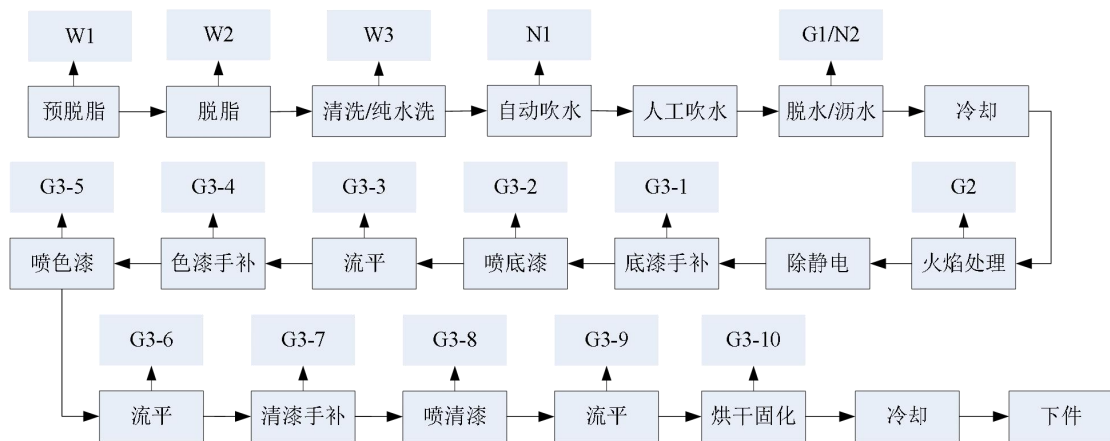 W1
W2
W3
N1
G1/N2
预脱脂
脱脂
清洗/纯水洗
自动吹水
人工吹水
脱水/沥水
冷却
G3-5
G3-4
G3-3
G3-2
G3-1
G2
喷色漆
色漆手补
流平
喷底漆
底漆手补
除静电
火焰处理
G3-6
G3-7
G3-8
G3-9
G3-10
流平
清漆手补
喷清漆
流平
烘干固化
冷却
下件